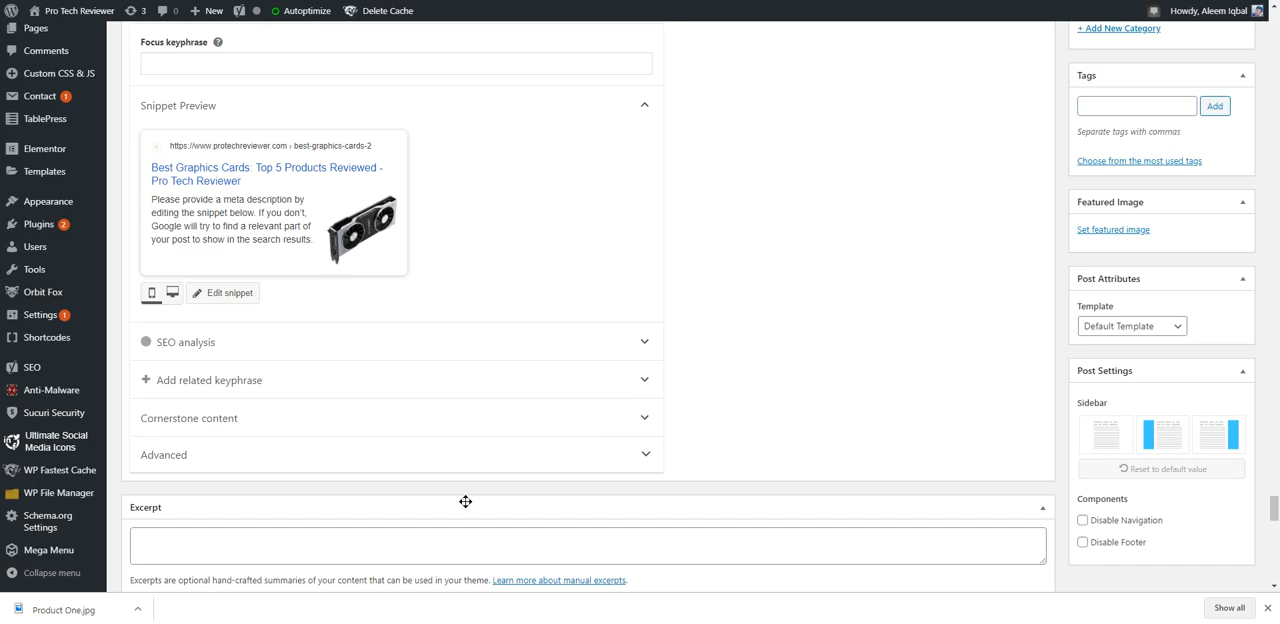 Pro Tech Reviewer 3 0 New Autoptimize Delete Cache Howdy, Aleem Iqbal
Pages
Comments
Custom CSS & JS
Contact 1
TablePress
Elementor
Templates
Appearance
Plugins 2
Users
Tools
Orbit Fox
Settings 1
Shortcodes
SEO
Anti-Malware
Sucuri Security
Ultimate Social
Media Icons
WP Fastest Cache
WP File Manager
Schema.org
Settings
Mega Menu
Collapse menu
Focus keyphrase
Snippet Preview
https://www.protechreviewer.com › best-graphics-cards-2
Best Graphics Cards: Top 5 Products Reviewed -
Pro Tech Reviewer
Please provide a meta description by
editing the snippet below. If you don't,
Google will try to find a relevant part of
your post to show in the search results.
Edit snippet
SEO analysis
Add related keyphrase
Cornerstone content
Advanced
Excerpt
Excerpts are optional hand-crafted summaries of your content that can be used in your theme. Learn more about manual excerpts.
+ Add New Category
Tags
Add
Separate tags with commas
Choose from the most used tags
Featured Image
Set featured image
Post Attributes
Template
Default Template
Post Settings
Sidebar
Reset to default value
Components
Disable Navigation
Disable Footer
Product One.jpg
Show all